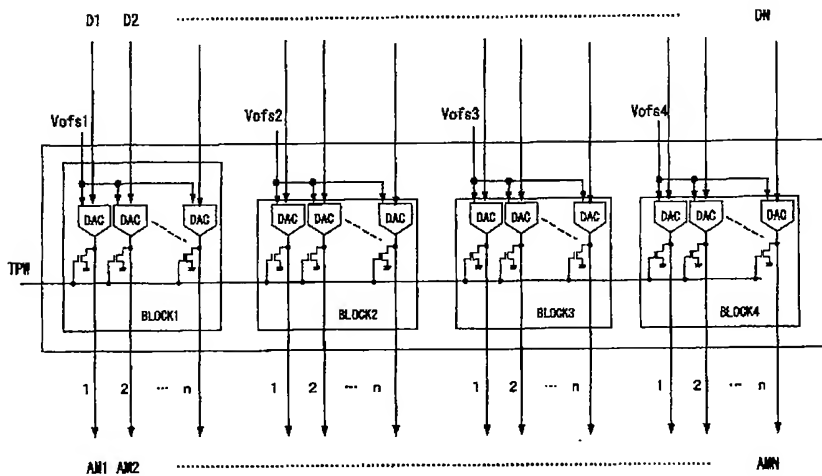 D1 D2 DN
Vofs1 Vofs2 Vofs3 Vofs4
DAC DAC DAC DAC DAC DAC DAC DAC DAC DAC DAC DAC
TPW
BLOCK1 BLOCK2 BLOCK3 BLOCK4
1 2 ... n 1 2 ... n 1 2 ... n 1 2 ... n
AM1 AM2 AMN